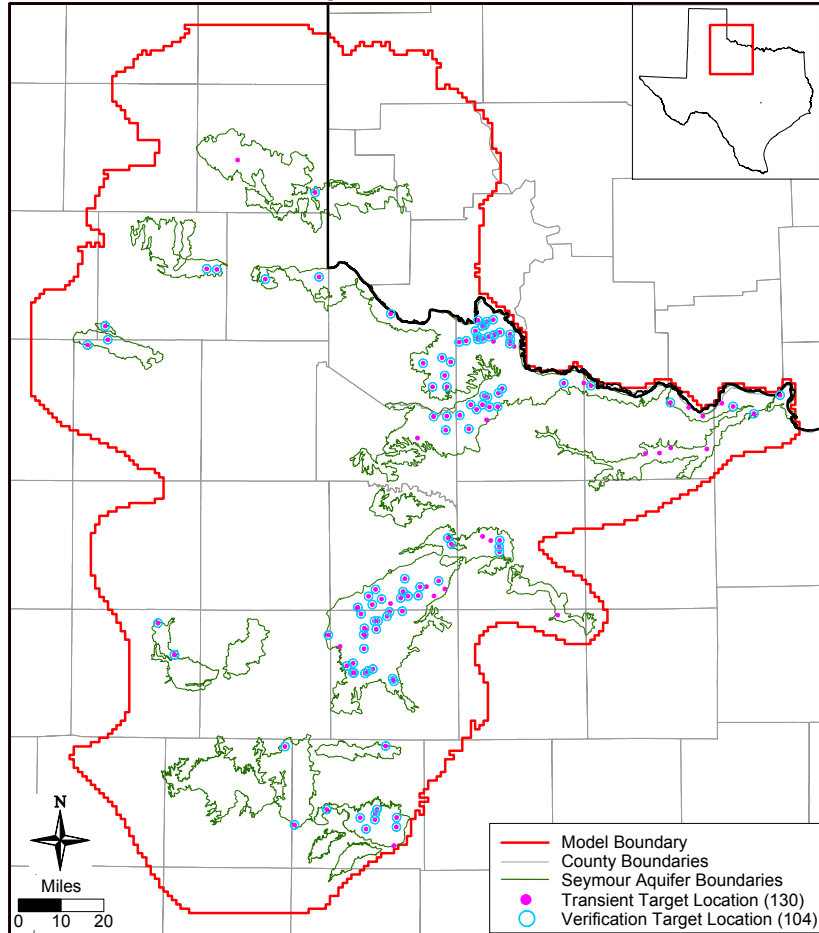 N
Miles
0 10 20
Model Boundary
County Boundaries
Seymour Aquifer Boundaries
Transient Target Location (130)
Verification Target Location (104)